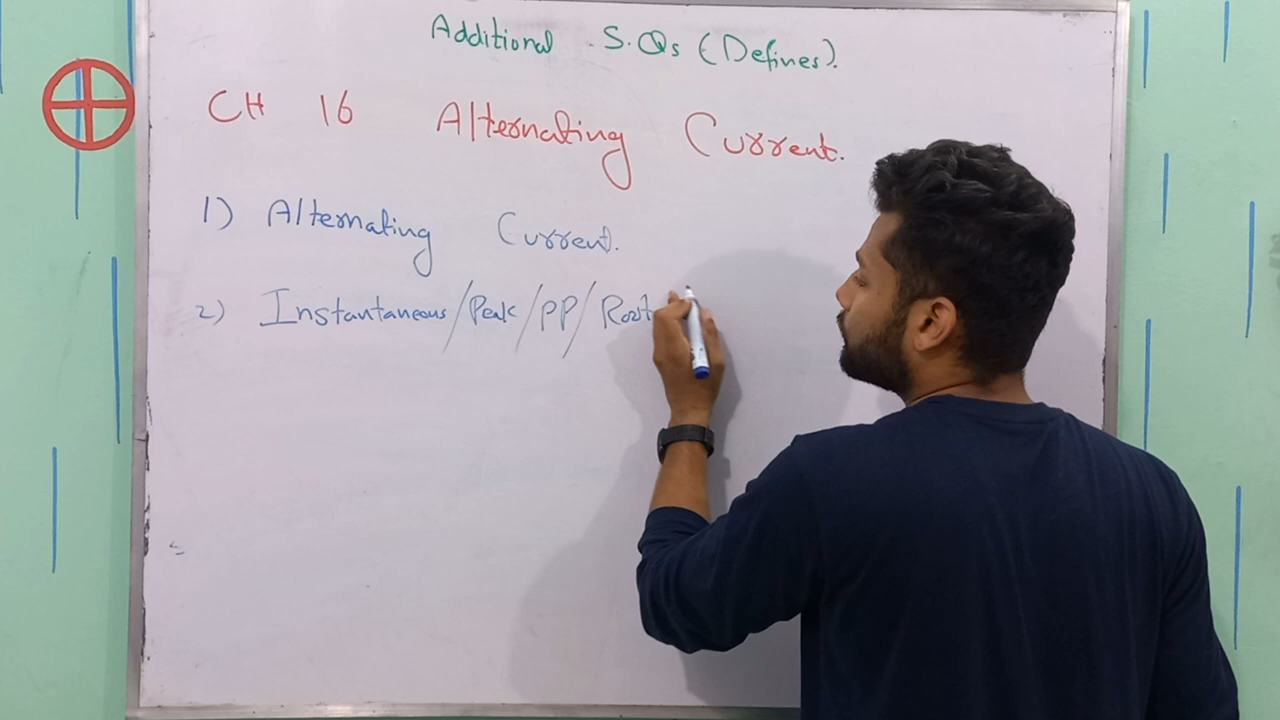 Additional S.Qs (Defines).
CH 16 Alternating Current.
1) Alternating Current.
2) Instantaneous/Peak/PP/Root